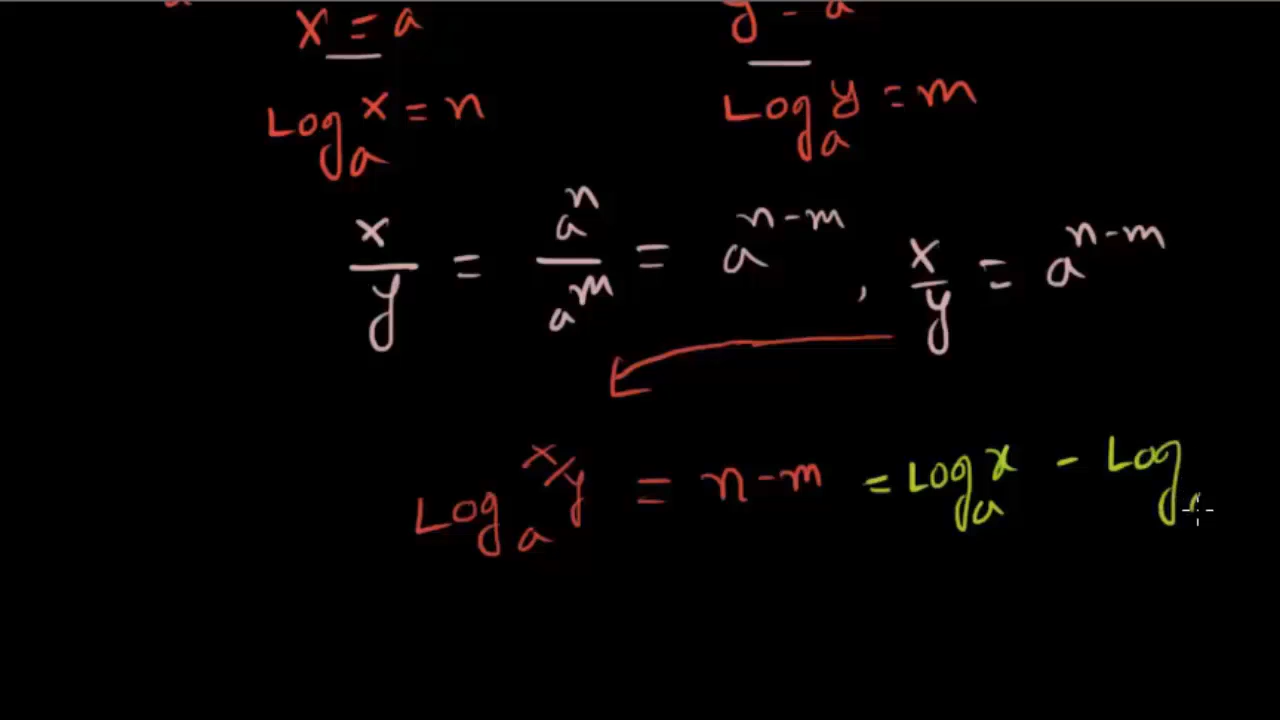 x = a y = a
Log_a x = n Log_a y = m
x/y = a^n/a^m = a^(n-m) , x/y = a^(n-m)
Log_a x/y = n-m = Log_a x - Log